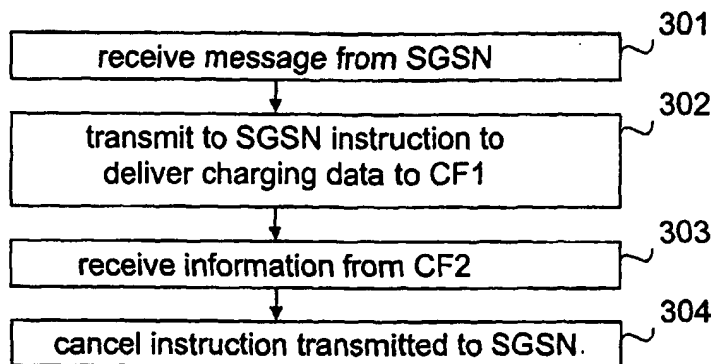 301
receive message from SGSN
302
transmit to SGSN instruction to
deliver charging data to CF1
303
receive information from CF2
304
cancel instruction transmitted to SGSN.